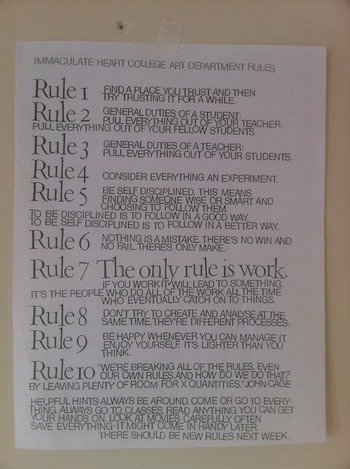 IMMACULATE HEART COLLEGE ART DEPARTMENT RULES
Rule 1 FIND A PLACE YOU TRUST AND THEN
TRY TRUSTING IT FOR A WHILE.
Rule 2 GENERAL DUTIES OF A STUDENT:
PULL EVERYTHING OUT OF YOUR TEACHER.
PULL EVERYTHING OUT OF YOUR FELLOW STUDENTS.
Rule 3 GENERAL DUTIES OF A TEACHER:
PULL EVERYTHING OUT OF YOUR STUDENTS.
Rule 4 CONSIDER EVERYTHING AN EXPERIMENT.
Rule 5 BE SELF DISCIPLINED. THIS MEANS
FINDING SOMEONE WISE OR SMART AND
CHOOSING TO FOLLOW THEM.
TO BE DISCIPLINED IS TO FOLLOW IN A GOOD WAY.
TO BE SELF DISCIPLINED IS TO FOLLOW IN A BETTER WAY.
Rule 6 NOTHING IS A MISTAKE. THERE'S NO WIN AND
NO FAIL. THERE'S ONLY MAKE.
Rule 7 The only rule is work.
IF YOU WORK IT WILL LEAD TO SOMETHING.
IT'S THE PEOPLE WHO DO ALL OF THE WORK ALL THE TIME
WHO EVENTUALLY CATCH ON TO THINGS.
Rule 8 DON'T TRY TO CREATE AND ANALYSE AT THE
SAME TIME. THEY'RE DIFFERENT PROCESSES.
Rule 9 BE HAPPY WHENEVER YOU CAN MANAGE IT.
ENJOY YOURSELF. IT'S LIGHTER THAN YOU
THINK.
Rule 10 "WE'RE BREAKING ALL OF THE RULES. EVEN
OUR OWN RULES. AND HOW DO WE DO THAT?
BY LEAVING PLENTY OF ROOM FOR X QUANTITIES." JOHN CAGE
HELPFUL HINTS: ALWAYS BE AROUND. COME OR GO TO EVERY-
THING. ALWAYS GO TO CLASSES. READ ANYTHING YOU CAN GET
YOUR HANDS ON. LOOK AT MOVIES CAREFULLY, OFTEN.
SAVE EVERYTHING-IT MIGHT COME IN HANDY LATER.
THERE SHOULD BE NEW RULES NEXT WEEK.